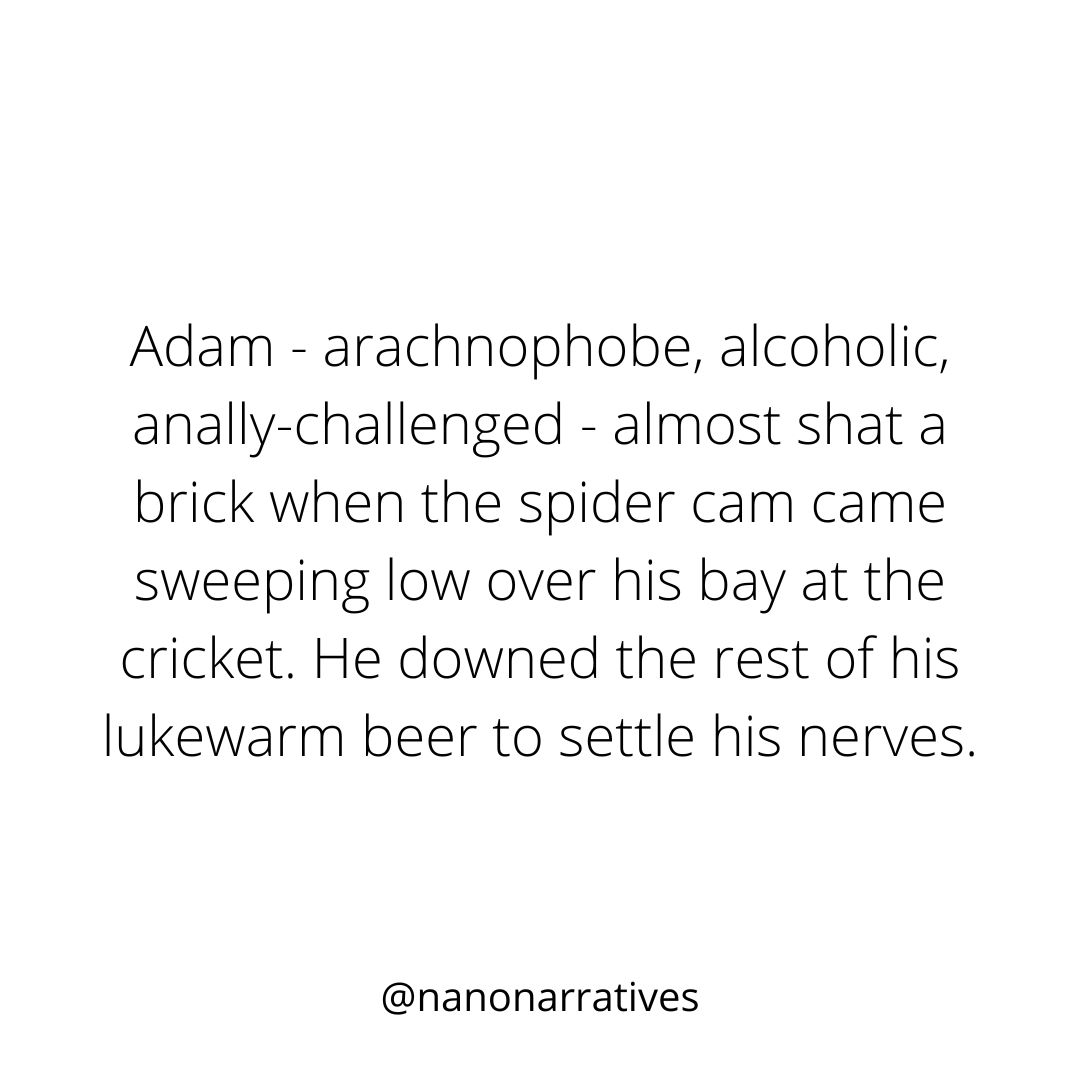 Adam - arachnophobe, alcoholic,
anally-challenged - almost shat a
brick when the spider cam came
sweeping low over his bay at the
cricket. He downed the rest of his
lukewarm beer to settle his nerves.
@nanonarratives